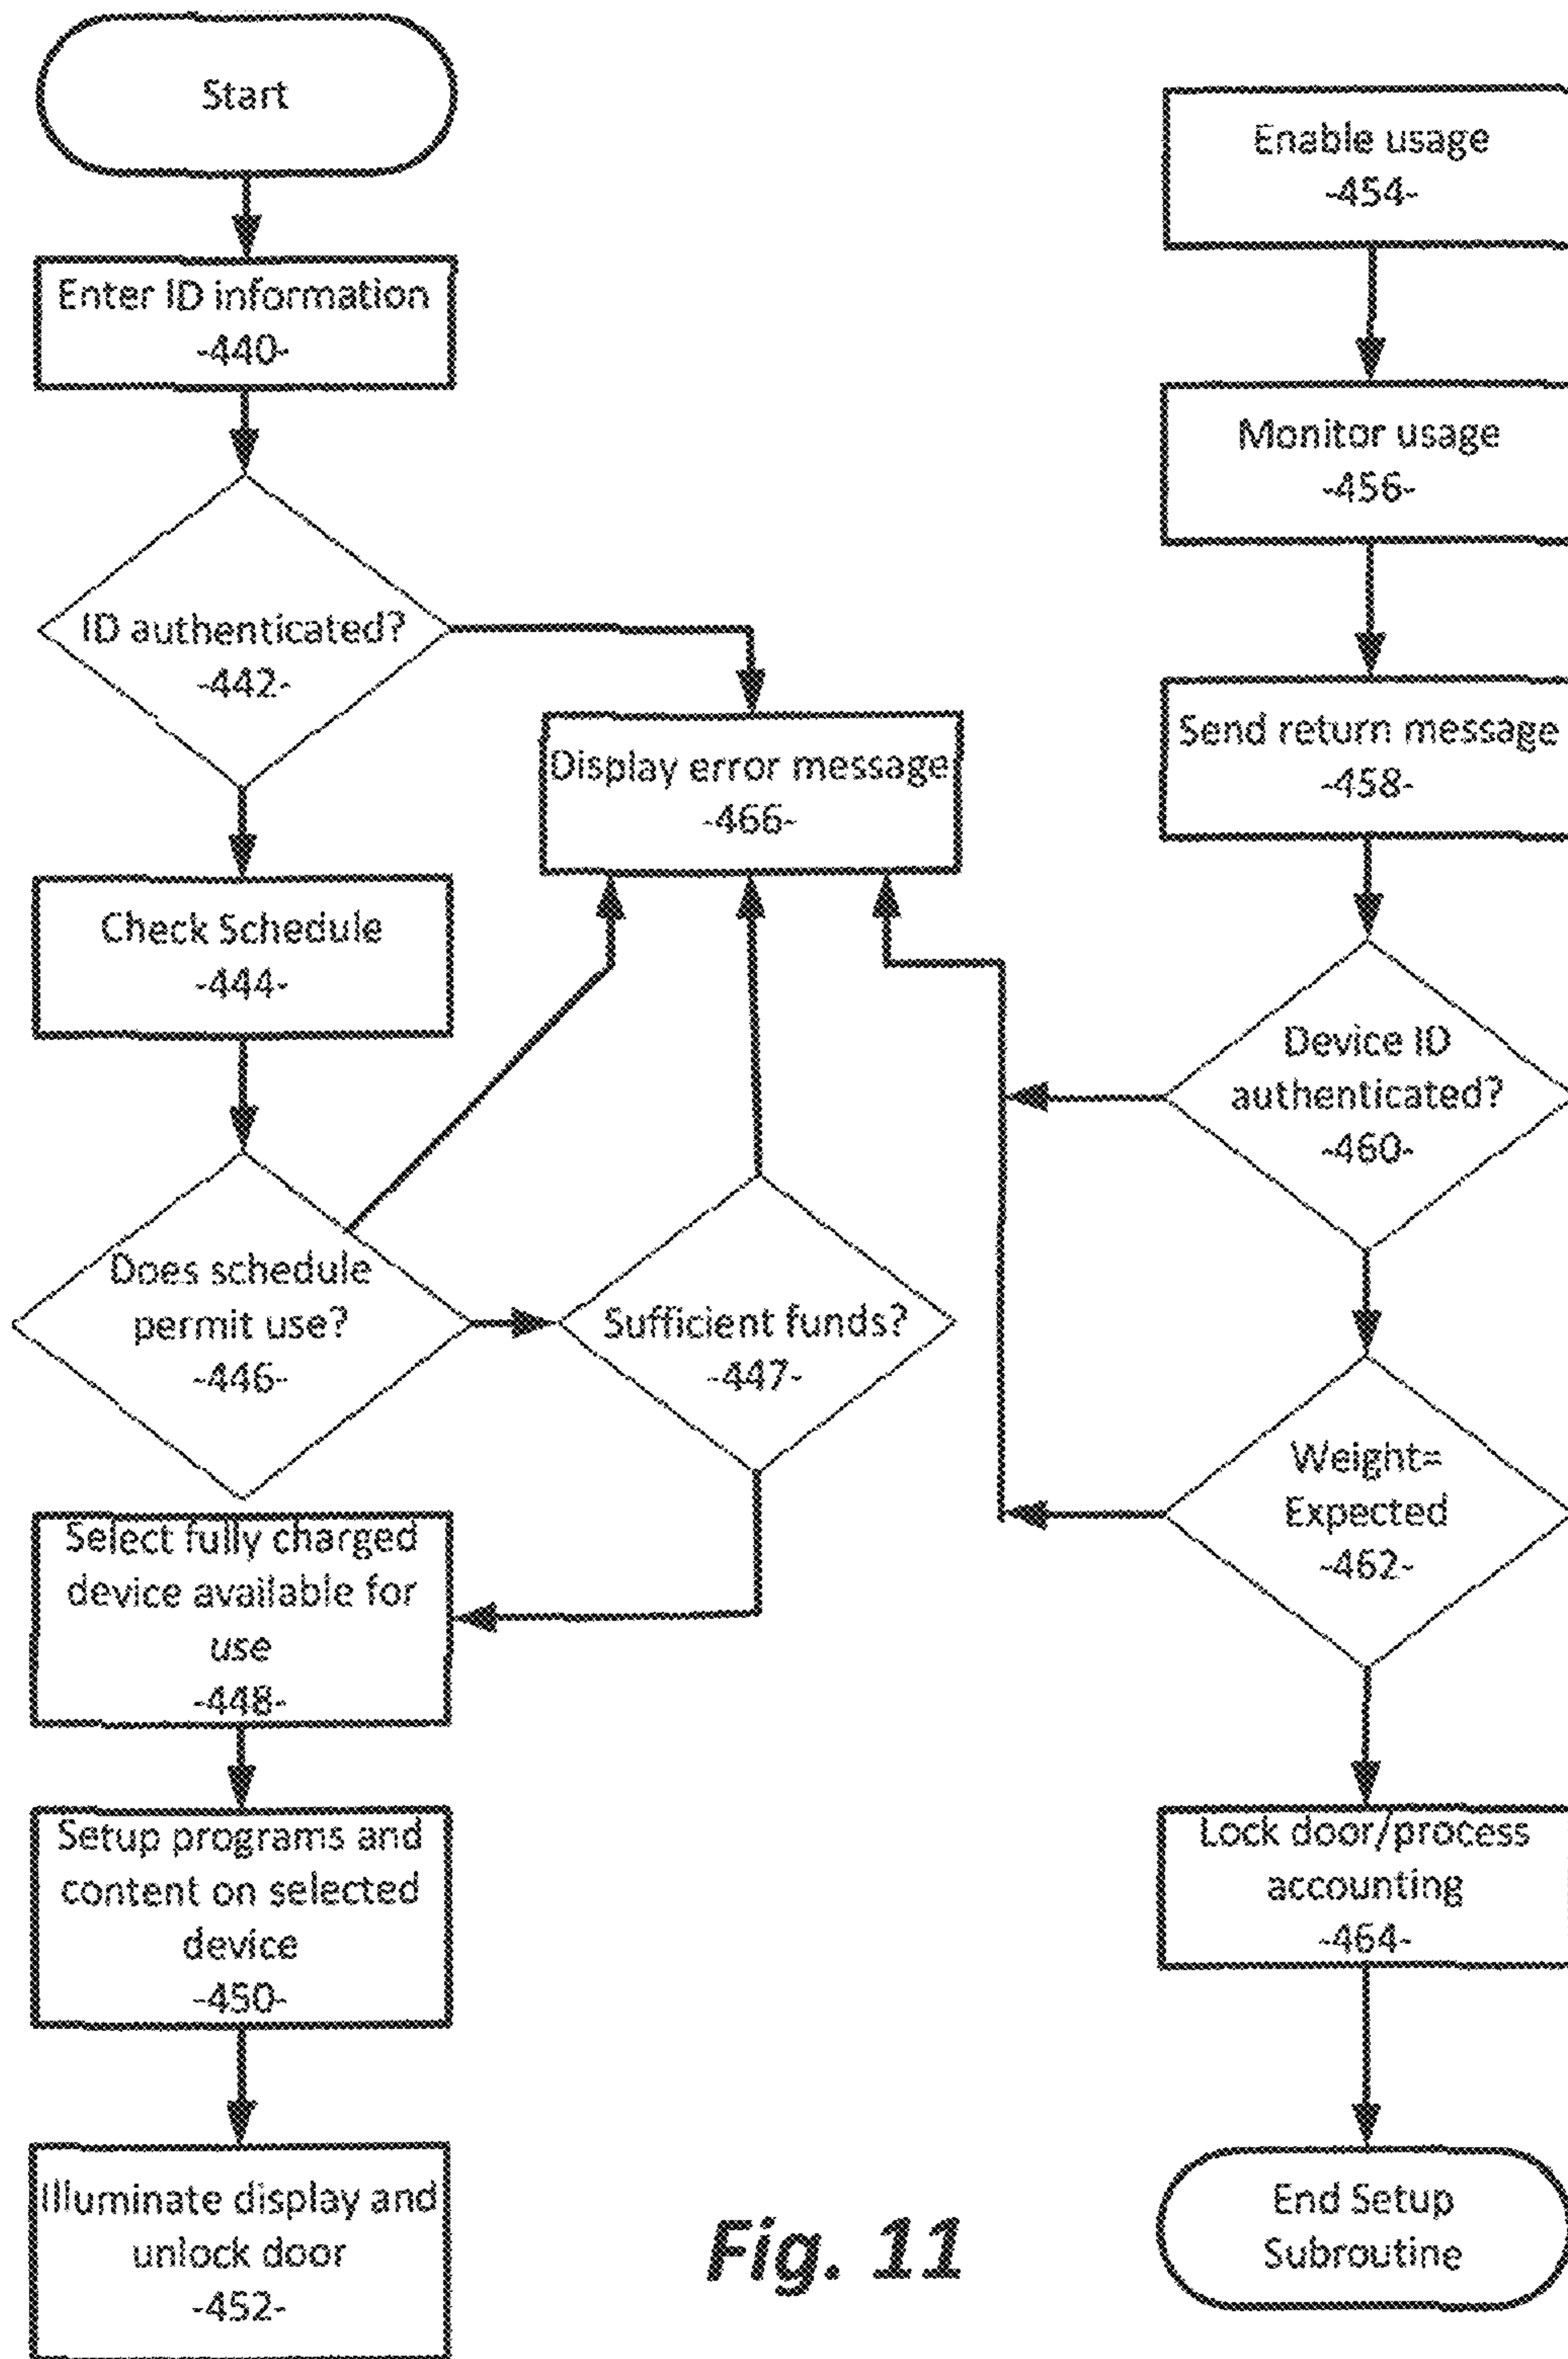 Start
Enter ID information
-440-
ID authenticated?
-442-
Check Schedule
-444-
Does schedule
permit use?
-446-
Sufficient funds?
-447-
Display error message
-466-
Select fully charged
device available for
use
-448-
Setup programs and
content on selected
device
-450-
Illuminate display and
unlock door
-452-
Enable usage
-454-
Monitor usage
-456-
Send return message
-458-
Device ID
authenticated?
-460-
Weight=
Expected
-462-
Lock door/process
accounting
-464-
End Setup
Subroutine
Fig. 11